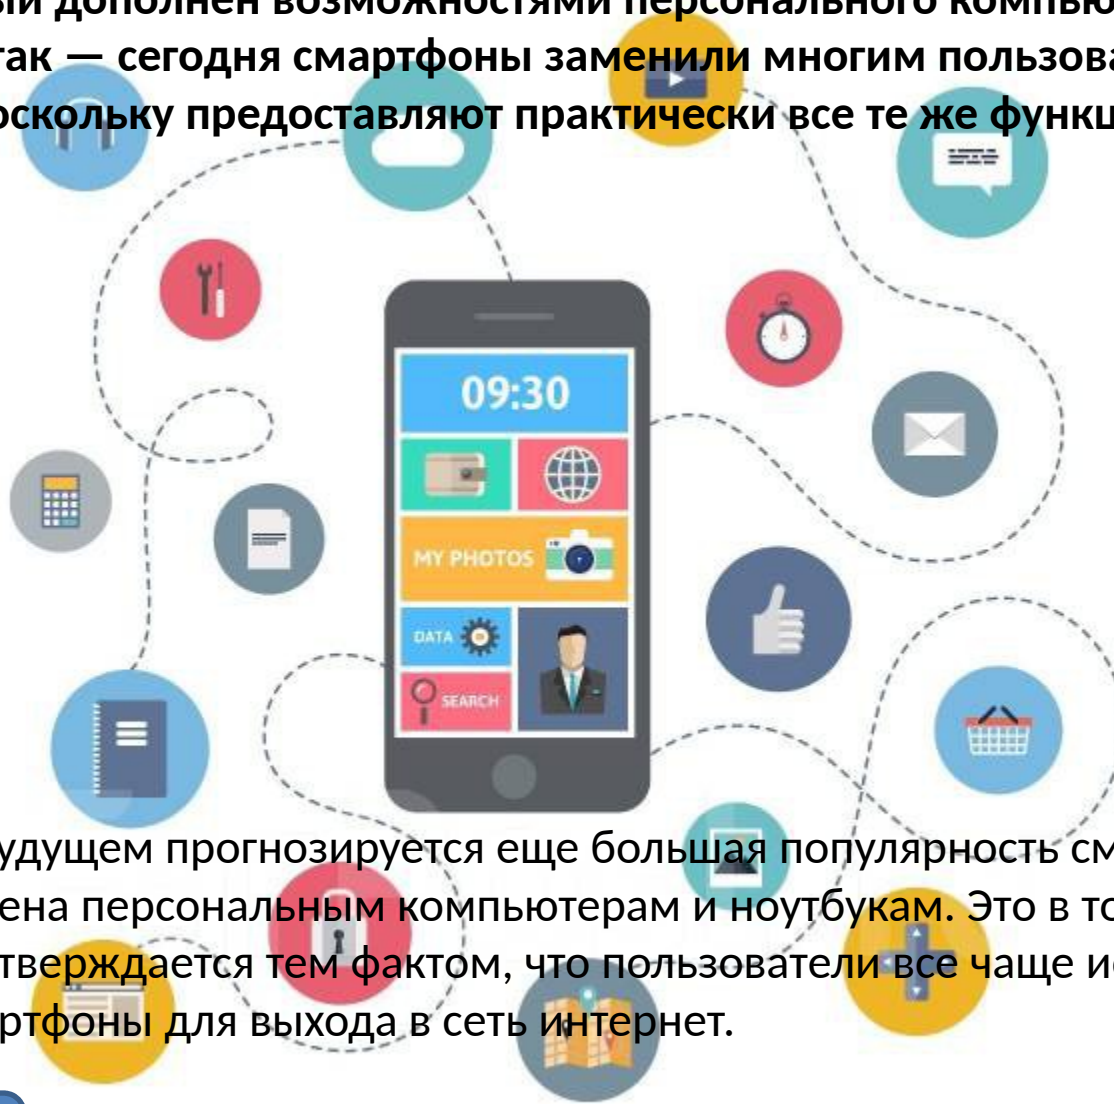 ый дополнен возможностями персонального компью
так — сегодня смартфоны заменили многим пользова
оскольку предоставляют практически все те же функц
09:30
MY PHOTOS
DATA
SEARCH
удущем прогнозируется еще большая популярность см
ена персональным компьютерам и ноутбукам. Это в то
тверждается тем фактом, что пользователи все чаще ис
ртфоны для выхода в сеть интернет.